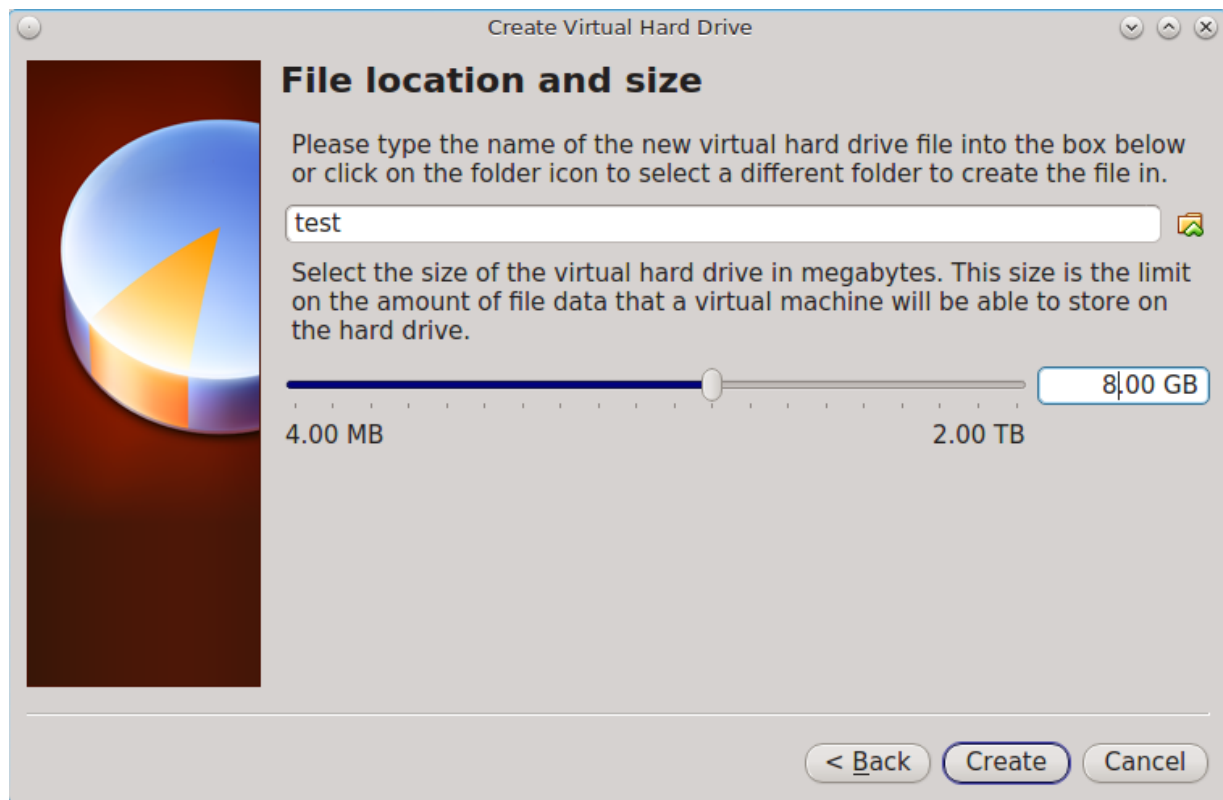 Create Virtual Hard Drive
File location and size
Please type the name of the new virtual hard drive file into the box below
or click on the folder icon to select a different folder to create the file in.
test
Select the size of the virtual hard drive in megabytes. This size is the limit
on the amount of file data that a virtual machine will be able to store on
the hard drive.
8.00 GB
4.00 MB
2.00 TB
< Back
Create
Cancel